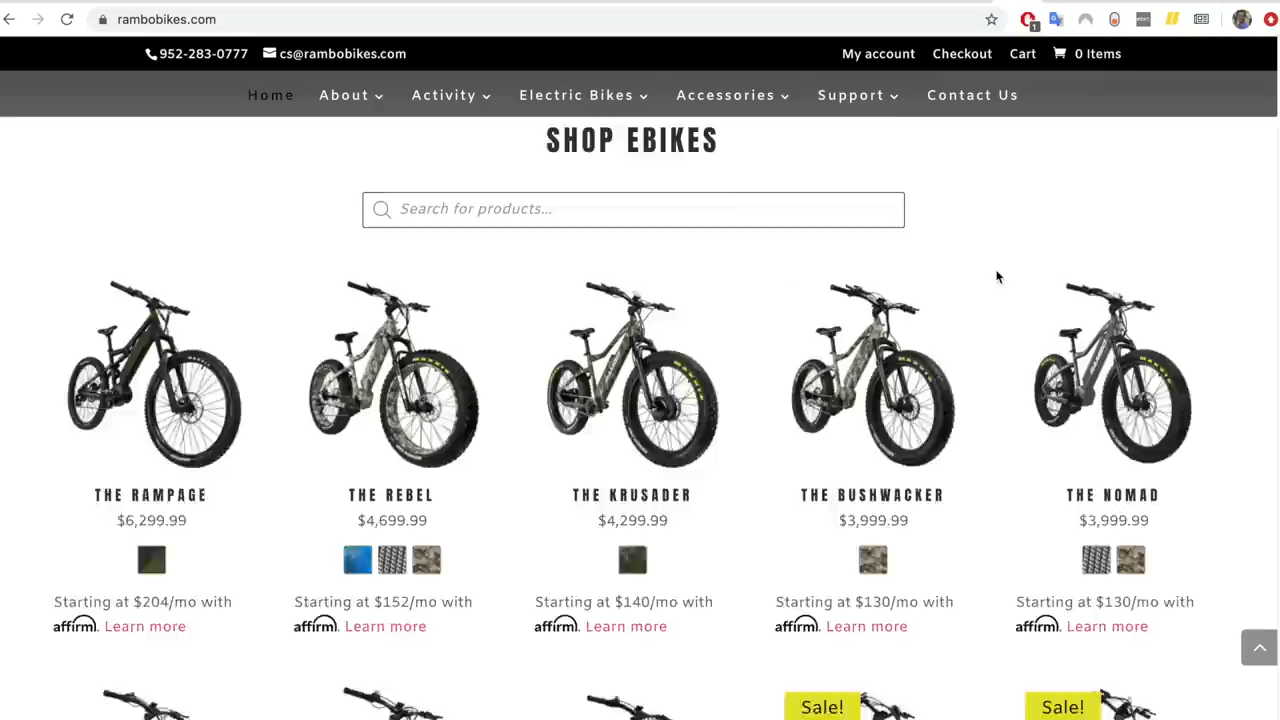 rambobikes.com
1
952-283-0777 cs@rambobikes.com My account Checkout Cart 0 Items
Home About Activity Electric Bikes Accessories Support Contact Us
SHOP EBIKES
Search for products...
THE RAMPAGE THE REBEL THE KRUSADER THE BUSHWACKER THE NOMAD
$6,299.99 $4,699.99 $4,299.99 $3,999.99 $3,999.99
Starting at $204/mo with Starting at $152/mo with Starting at $140/mo with Starting at $130/mo with Starting at $130/mo with
affirm. Learn more affirm. Learn more affirm. Learn more affirm. Learn more affirm. Learn more
Sale! Sale!